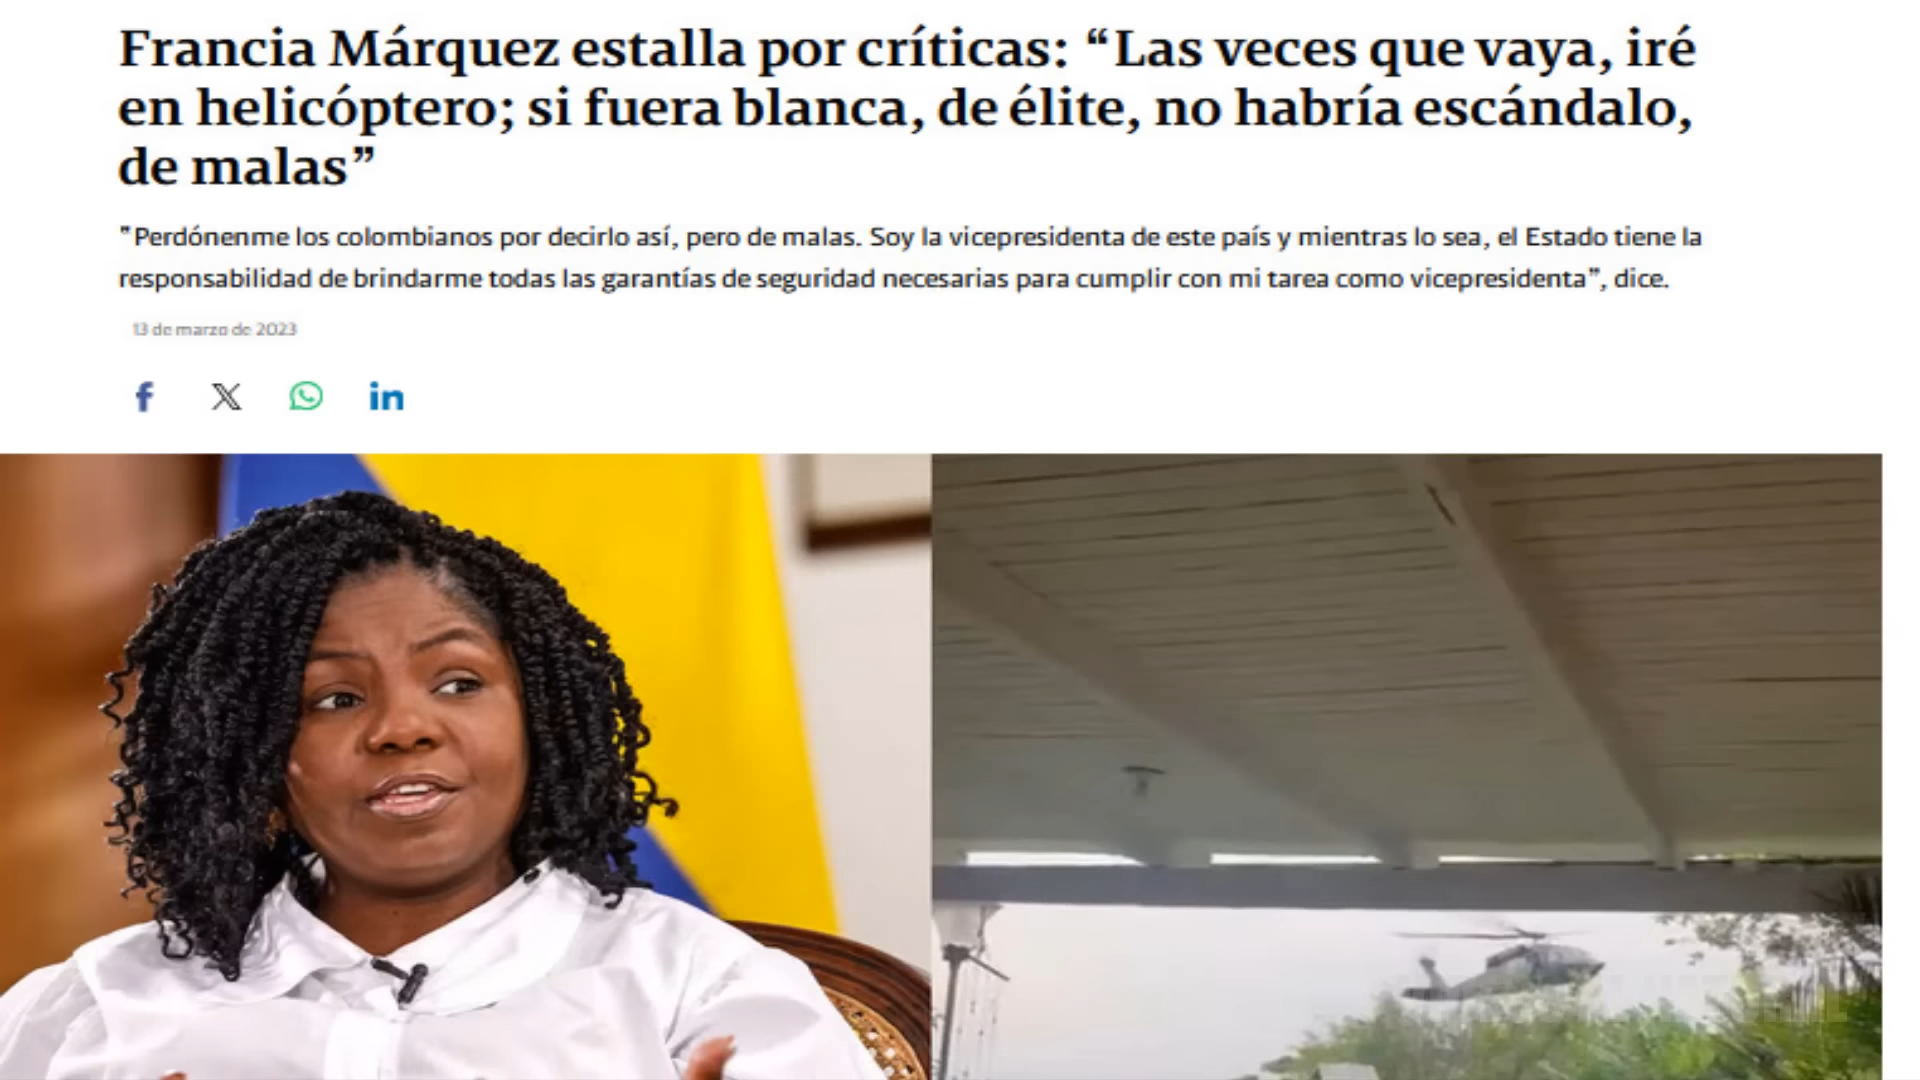 Francia Márquez estalla por críticas: “Las veces que vaya, iré
en helicóptero; si fuera blanca, de élite, no habría escándalo,
de malas”
"Perdónenme los colombianos por decirlo así, pero de malas. Soy la vicepresidenta de este país y mientras lo sea, el Estado tiene la
responsabilidad de brindarme todas las garantías de seguridad necesarias para cumplir con mi tarea como vicepresidenta”, dice.
13 de marzo de 2023